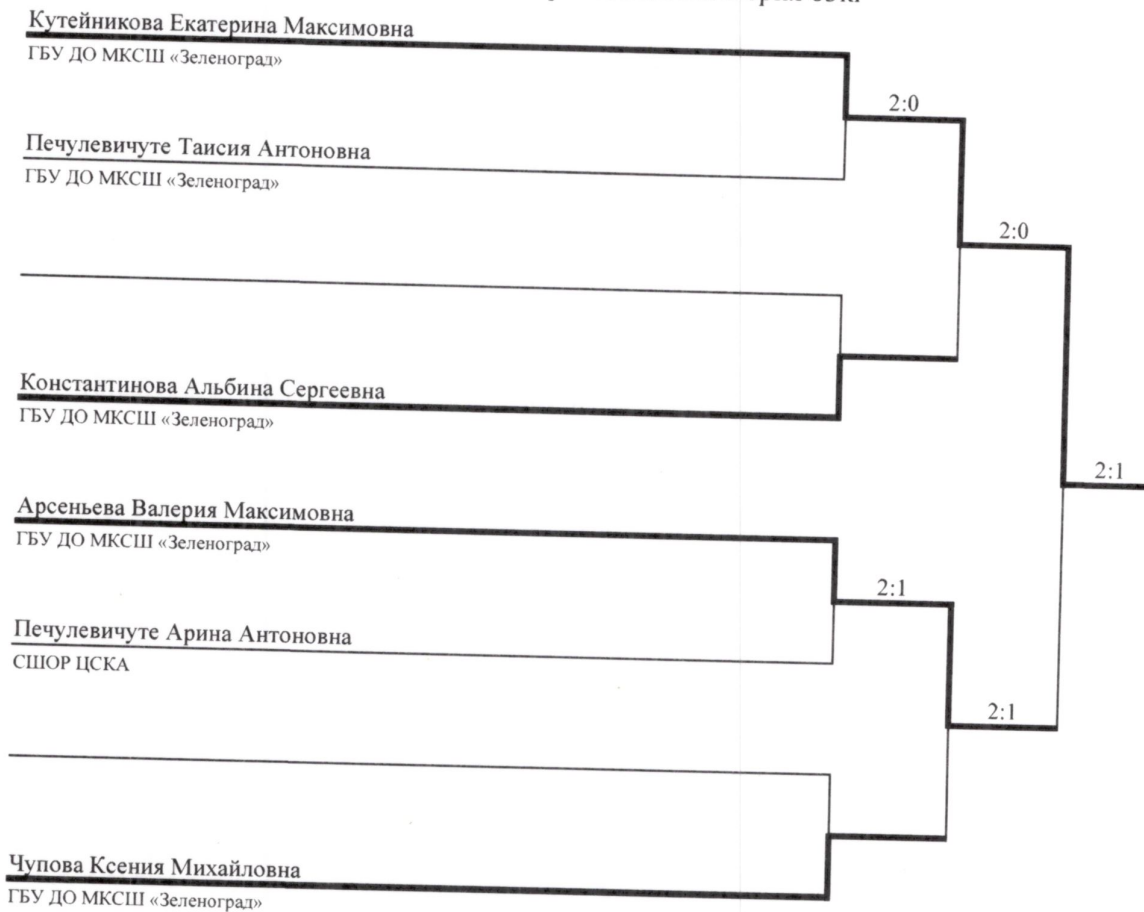 Кутейникова Екатерина Максимовна
ГБУ ДО МКСШ «Зеленоград»
2:0
Печулевичуте Таисия Антоновна
ГБУ ДО МКСШ «Зеленоград»
2:0
Константинова Альбина Сергеевна
ГБУ ДО МКСШ «Зеленоград»
2:1
Арсеньева Валерия Максимовна
ГБУ ДО МКСШ «Зеленоград»
2:1
Печулевичуте Арина Антоновна
СШОР ЦСКА
2:1
Чупова Ксения Михайловна
ГБУ ДО МКСШ «Зеленоград»